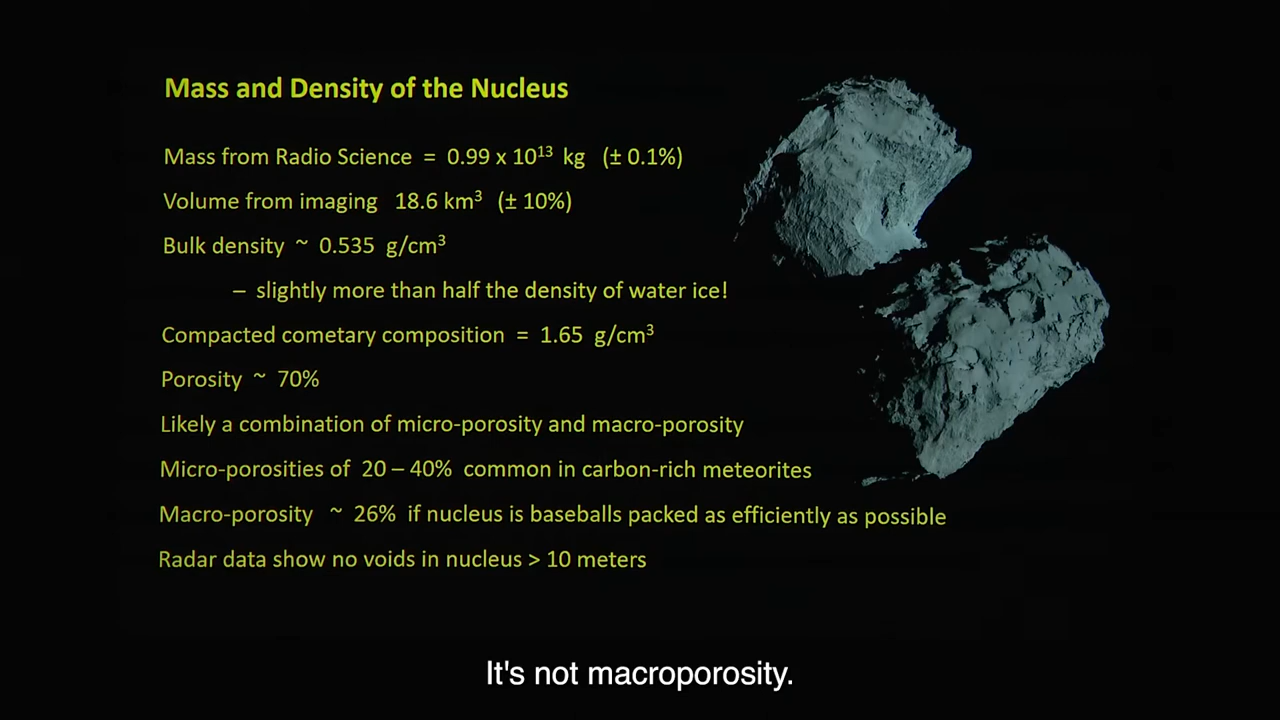 Mass and Density of the Nucleus
Mass from Radio Science = 0.99 x 10¹³ kg (± 0.1%)
Volume from imaging 18.6 km³ (± 10%)
Bulk density ~ 0.535 g/cm³
– slightly more than half the density of water ice!
Compacted cometary composition = 1.65 g/cm³
Porosity ~ 70%
Likely a combination of micro-porosity and macro-porosity
Micro-porosities of 20 – 40% common in carbon-rich meteorites
Macro-porosity ~ 26% if nucleus is baseballs packed as efficiently as possible
Radar data show no voids in nucleus > 10 meters
It's not macroporosity.